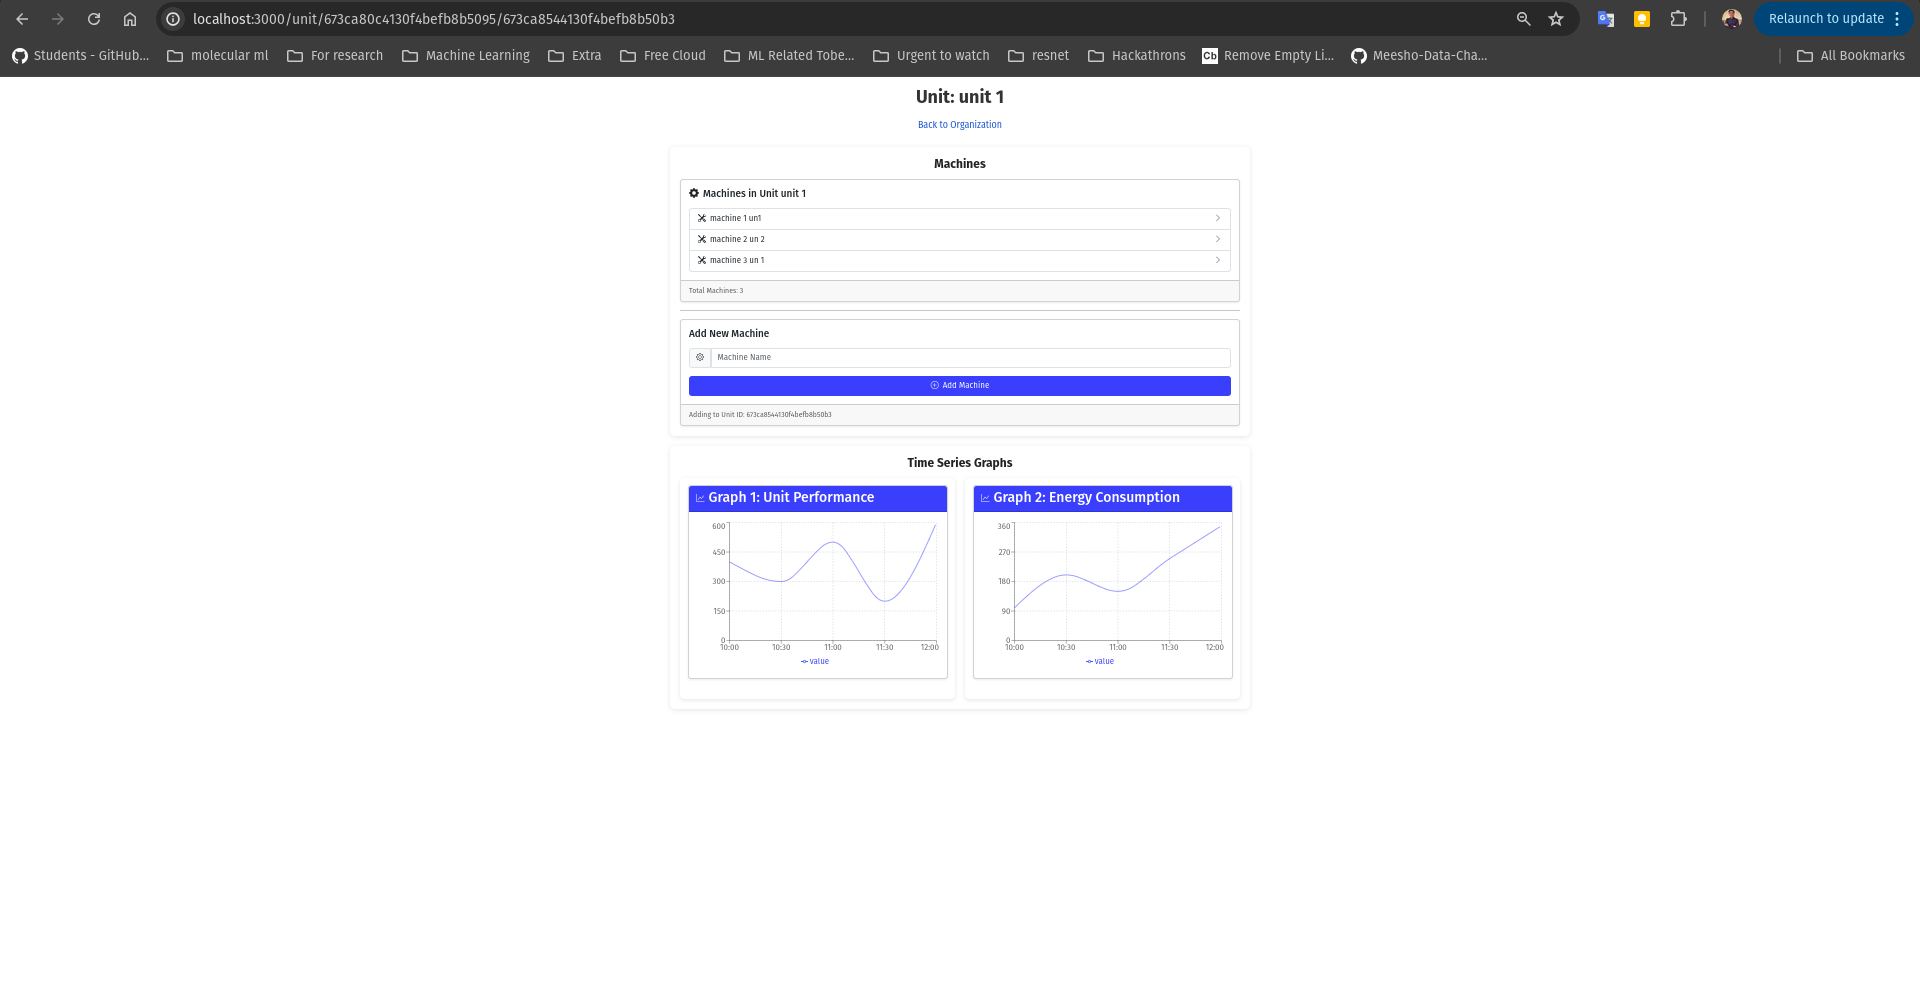 localhost:3000/unit/673ca80c4130f4befb8b5095/673ca8544130f4befb8b50b3
Relaunch to update
Students - GitHub...
molecular ml
For research
Machine Learning
Extra
Free Cloud
ML Related Tobe...
Urgent to watch
resnet
Hackathrons
Cb Remove Empty Li...
Meesho-Data-Cha...
All Bookmarks
Unit: unit 1
Back to Organization
Machines
Machines in Unit unit 1
machine 1 un1
machine 2 un 2
machine 3 un 1
Total Machines: 3
Add New Machine
Machine Name
Add Machine
Adding to Unit ID: 673ca8544130f4befb8b50b3
Time Series Graphs
Graph 1: Unit Performance
600
450
300
150
0
10:00 10:30 11:00 11:30 12:00
value
Graph 2: Energy Consumption
360
270
180
90
0
10:00 10:30 11:00 11:30 12:00
value